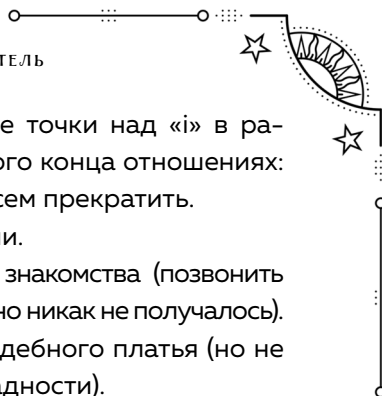 ТЕЛЬ
е точки над «i» в ра-
ого конца отношениях:
сем прекратить.
и.
знакомства (позвонить
но никак не получалось).
дебного платья (но не
дности).